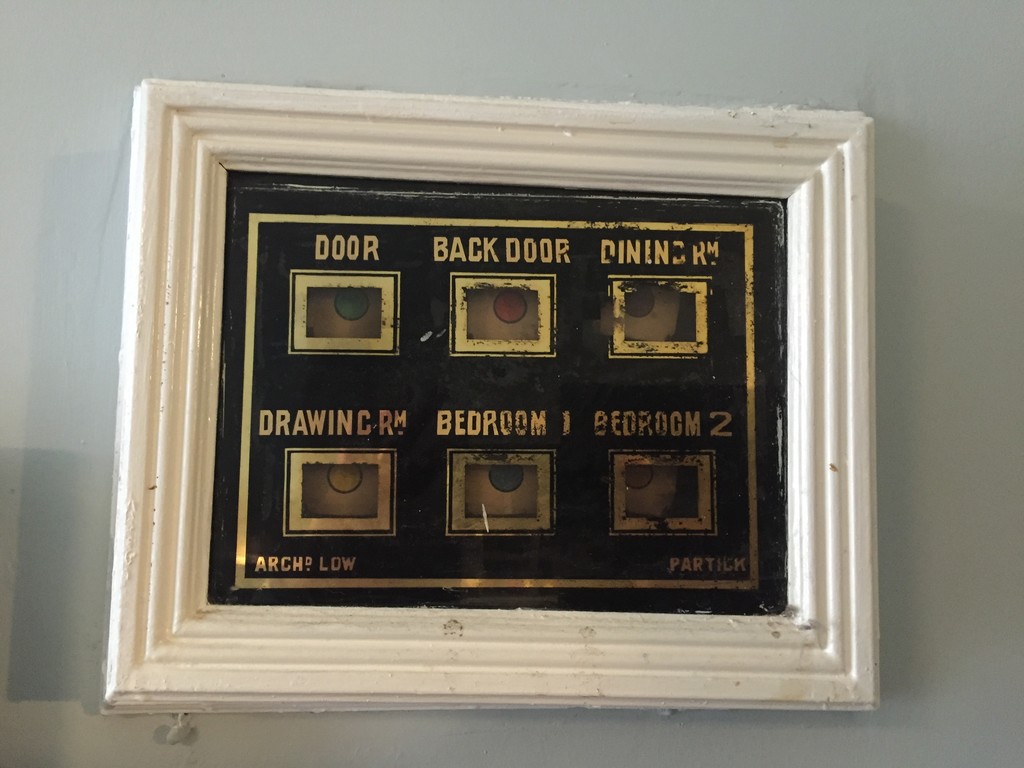 DOOR BACK DOOR DINING RM
DRAWING RM BEDROOM 1 BEDROOM 2
ARCHD LOW PARTICK